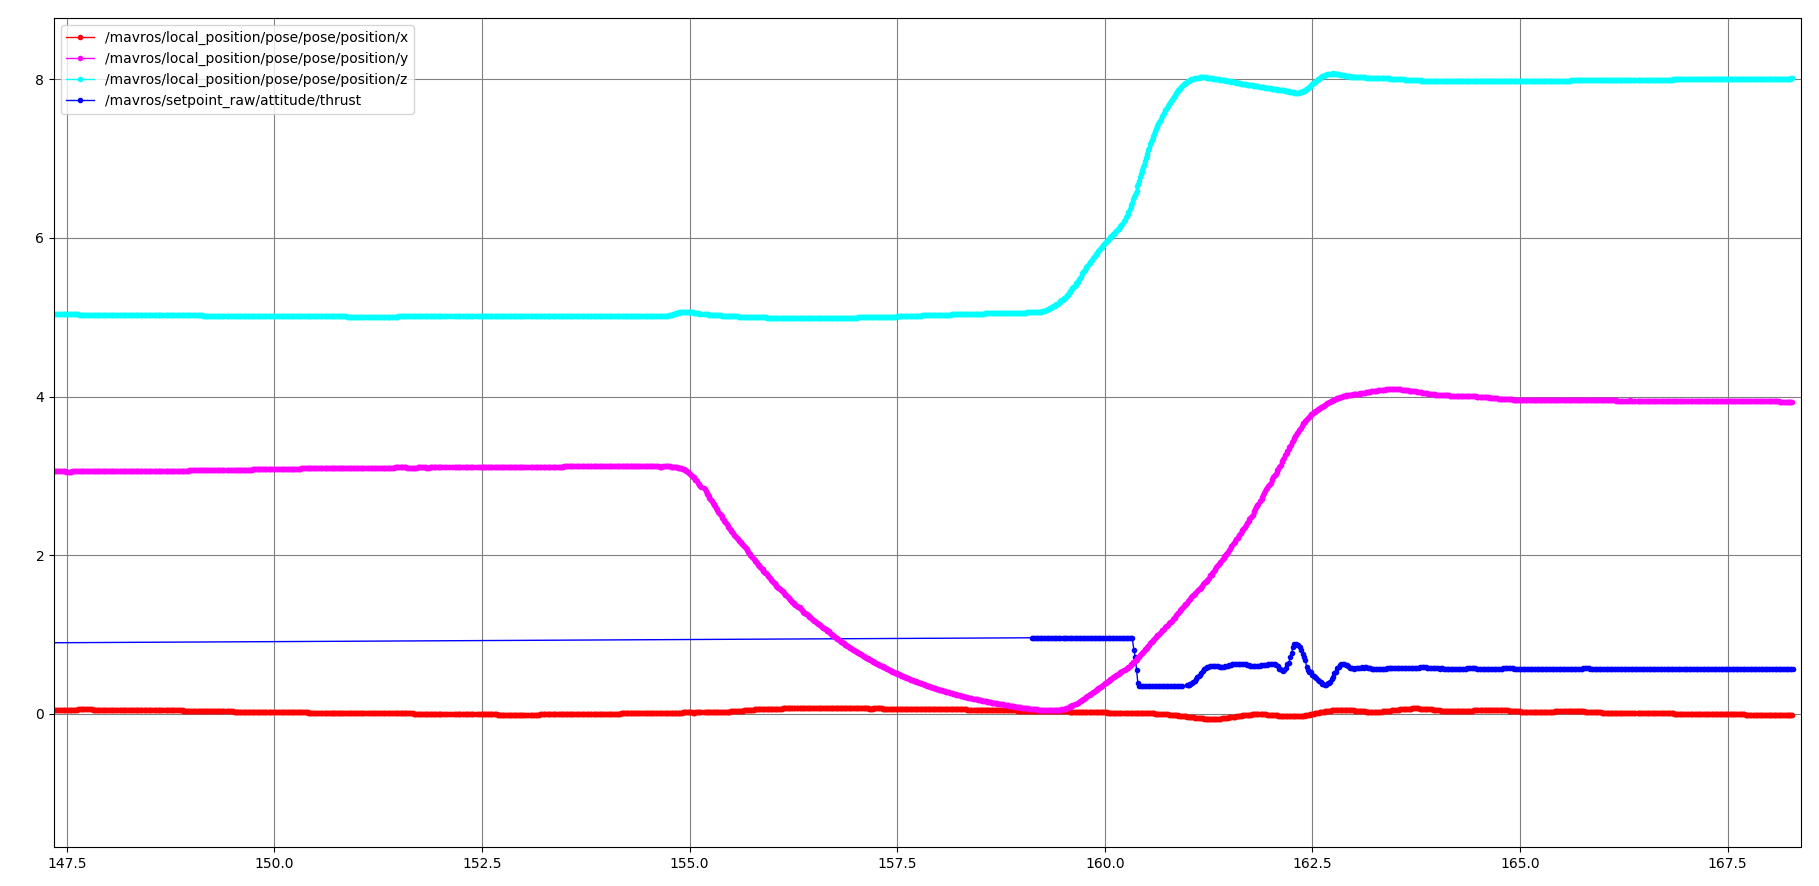 /mavros/local_position/pose/pose/position/x
/mavros/local_position/pose/pose/position/y
/mavros/local_position/pose/pose/position/z
/mavros/setpoint_raw/attitude/thrust
8
6
4
2
0
147.5 150.0 152.5 155.0 157.5 160.0 162.5 165.0 167.5